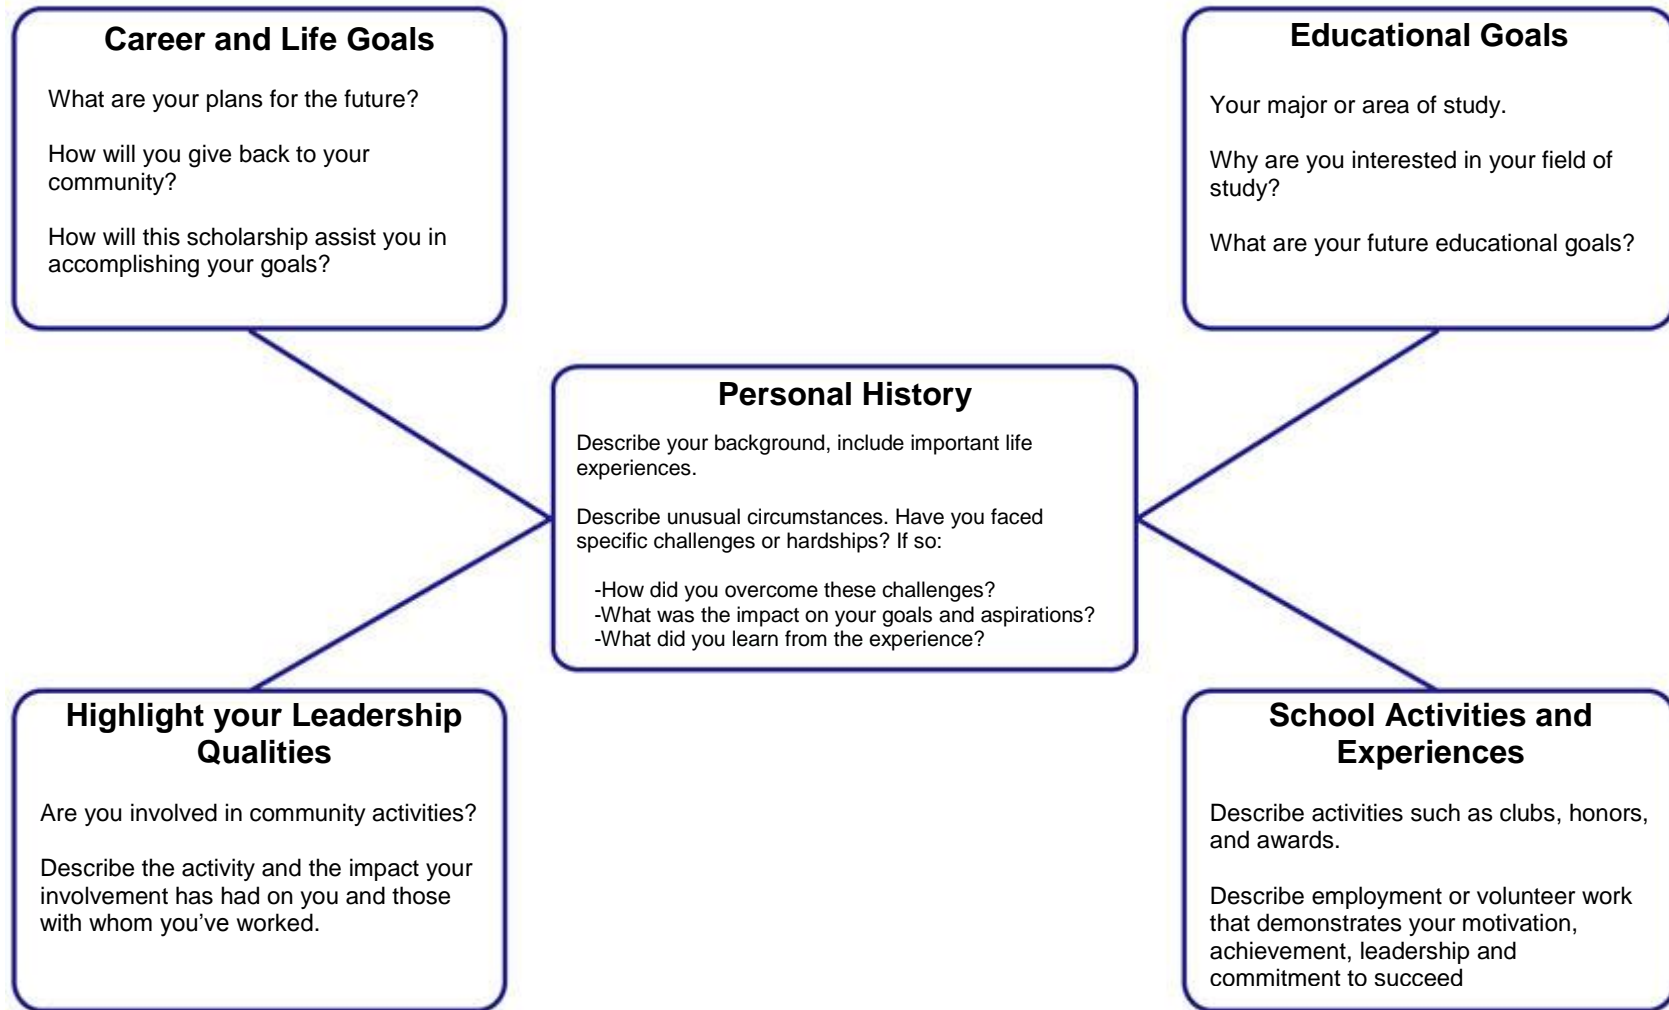 Career and Life Goals
What are your plans for the future?
How will you give back to your
community?
How will this scholarship assist you in
accomplishing your goals?
Educational Goals
Your major or area of study.
Why are you interested in your field of
study?
What are your future educational goals?
Personal History
Describe your background, include important life
experiences.
Describe unusual circumstances. Have you faced
specific challenges or hardships? If so:
-How did you overcome these challenges?
-What was the impact on your goals and aspirations?
-What did you learn from the experience?
Highlight your Leadership
Qualities
Are you involved in community activities?
Describe the activity and the impact your
involvement has had on you and those
with whom you've worked.
School Activities and
Experiences
Describe activities such as clubs, honors,
and awards.
Describe employment or volunteer work
that demonstrates your motivation,
achievement, leadership and
commitment to succeed